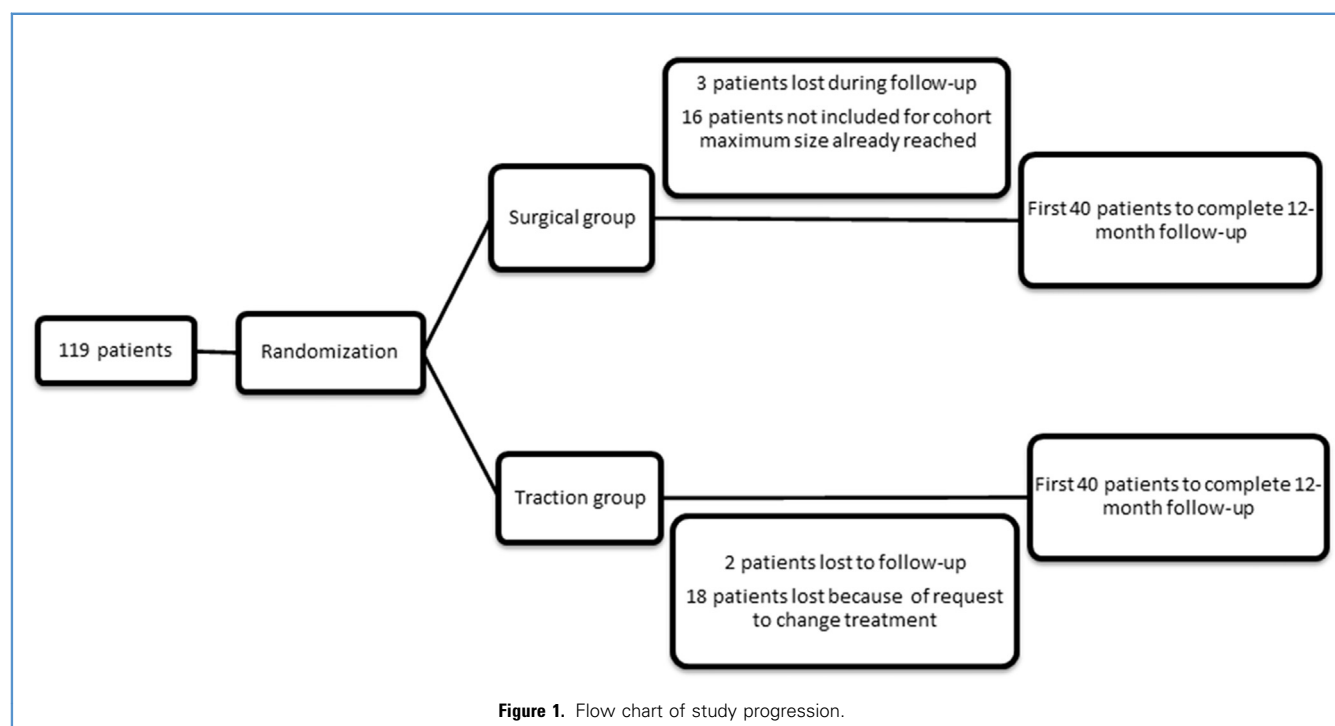 119 patients
Randomization
Surgical group
3 patients lost during follow-up
16 patients not included for cohort
maximum size already reached
First 40 patients to complete 12-
month follow-up
Traction group
2 patients lost to follow-up
18 patients lost because of request
to change treatment
First 40 patients to complete 12-
month follow-up
Figure 1. Flow chart of study progression.